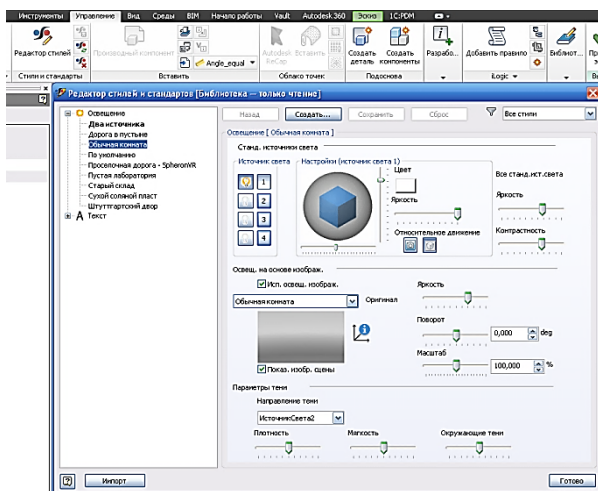 Инструменты Управление Вид Среды BIM Начало работы Vault Autodesk 360 Эскиз 1C:PDM
Редактор стилей Производный компонент Angle_equal Autodesk ReCap Вставить Создать деталь Создать компоненты Разрабо... Добавить правило Библиот...
Стили и стандарты Вставить Облако точек Подоснова Logic
Редактор стилей и стандартов [Библиотека — только чтение]
Назад Создать... Сохранить Сброс Все стили
Освещение
Два источника
Дорога в пустыне
Обычная комната
По умолчанию
Проселочная дорога - SpheronVR
Пустая лаборатория
Старый склад
Сухой соляной пласт
Штутгартский двор
A Текст
Освещение [ Обычная комната ]
Станд. источники света
Источник света Настройки (источник света 1)
1
2
3
4
Цвет
Яркость
Относительное движение
Все станд.ист.света
Яркость
Контрастность
Освещ. на основе изображ.
Исп. освещ. изображ. Яркость
Обычная комната Оригинал
Поворот
0,000 deg
Масштаб
100,000 %
Показ. изобр. сцены
Параметры тени
Направление тени
ИсточникСвета2
Плотность Мягкость Окружающие тени
? Импорт Готово